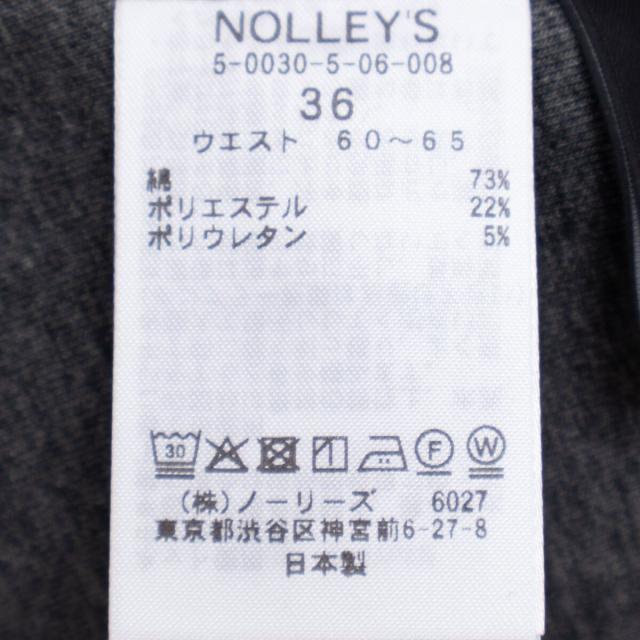 NOLLEY'S
5-0030-5-06-008
36
ウエスト 60～65
綿 73%
ポリエステル 22%
ポリウレタン 5%
30 F W
(株)ノーリーズ 6027
東京都渋谷区神宮前6-27-8
日本製